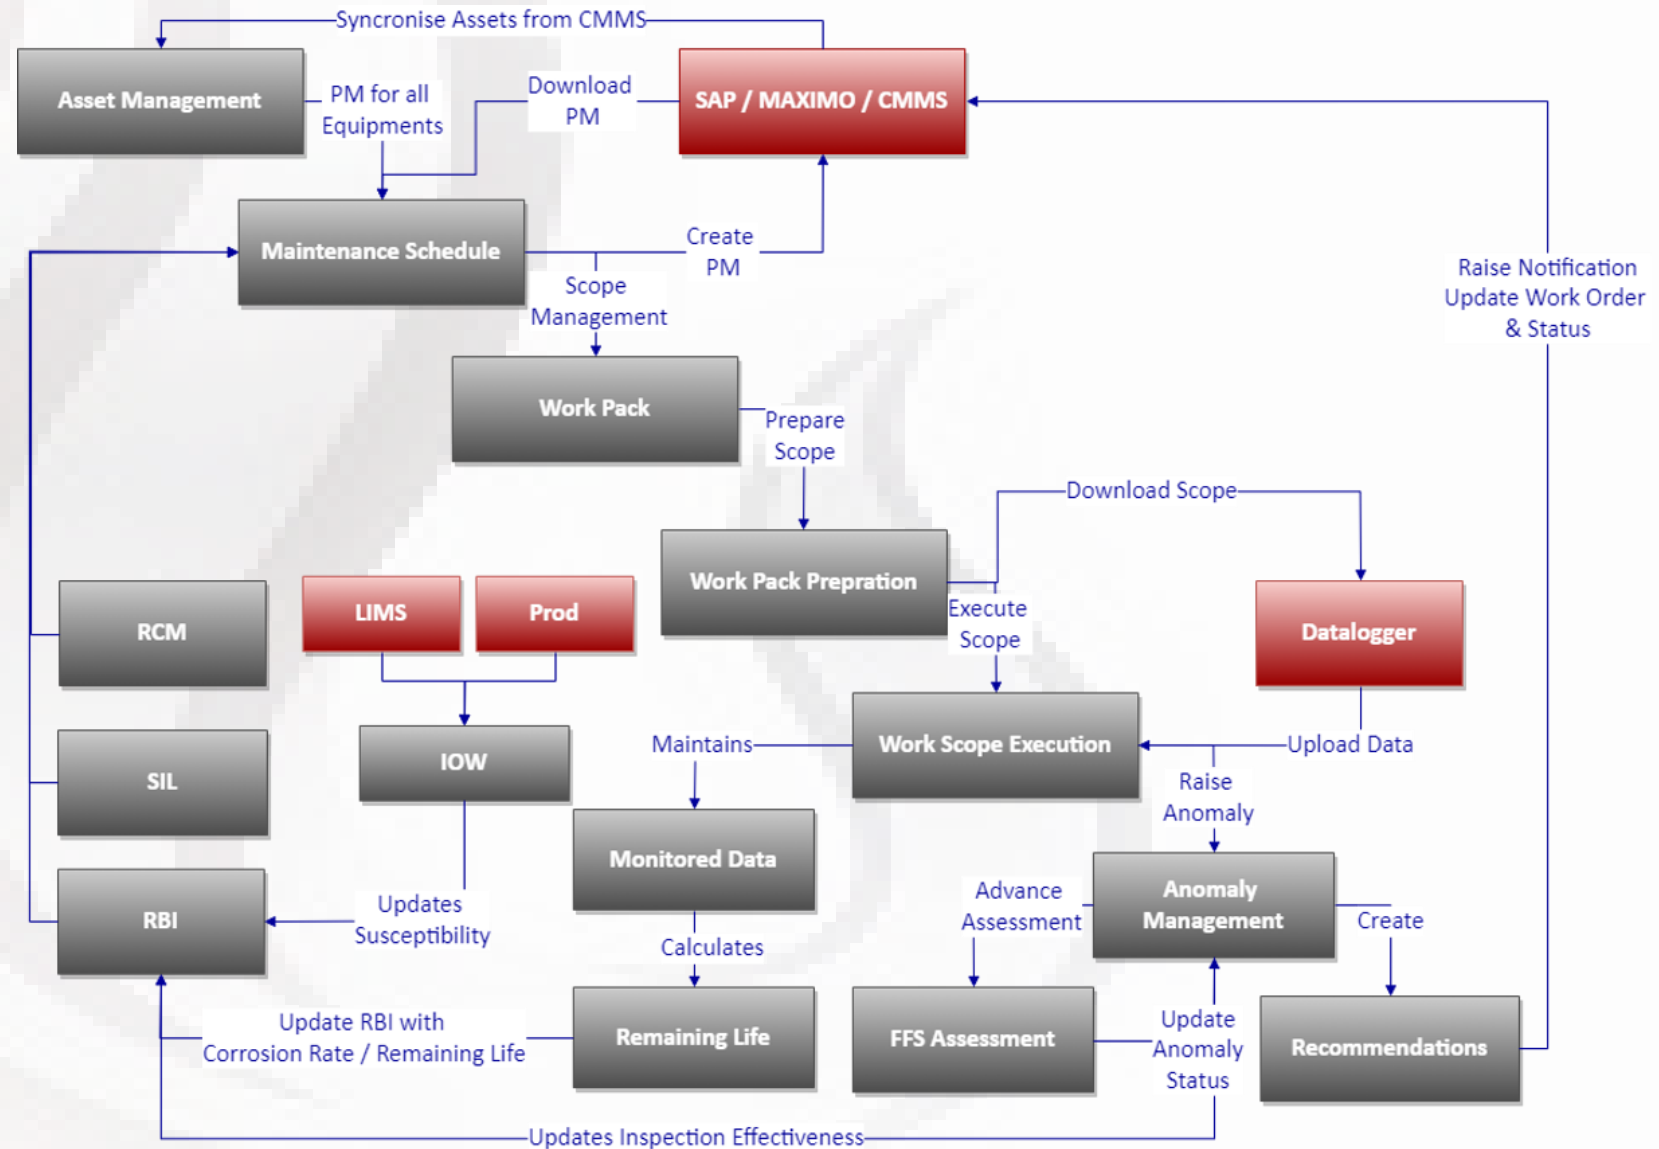 Syncronise Assets from CMMS
Asset Management
PM for all
Equipments
Download
PM
SAP / MAXIMO / CMMS
Maintenance Schedule
Create
PM
Scope
Management
Raise Notification
Update Work Order
& Status
Work Pack
Prepare
Scope
Download Scope
Work Pack Prepration
Execute
Scope
Datalogger
RCM
LIMS
Prod
SIL
IOW
Maintains
Work Scope Execution
Upload Data
Raise
Anomaly
Monitored Data
RBI
Updates
Susceptibility
Calculates
Advance
Assessment
Anomaly
Management
Create
Update RBI with
Corrosion Rate / Remaining Life
Remaining Life
FFS Assessment
Update
Anomaly
Status
Recommendations
Updates Inspection Effectiveness